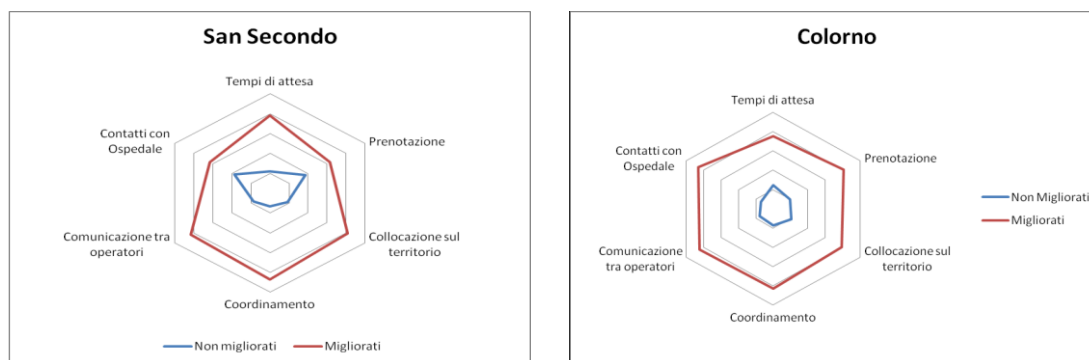 San Secondo
Tempi di attesa
Prenotazione
Collocazione sul
territorio
Coordinamento
Comunicazione tra
operatori
Contatti con
Ospedale
Non migliorati
Migliorati
Colorno
Tempi di attesa
Prenotazione
Collocazione sul
territorio
Coordinamento
Comunicazione
tra operatori
Contatti con
Ospedale
Non Migliorati
Migliorati